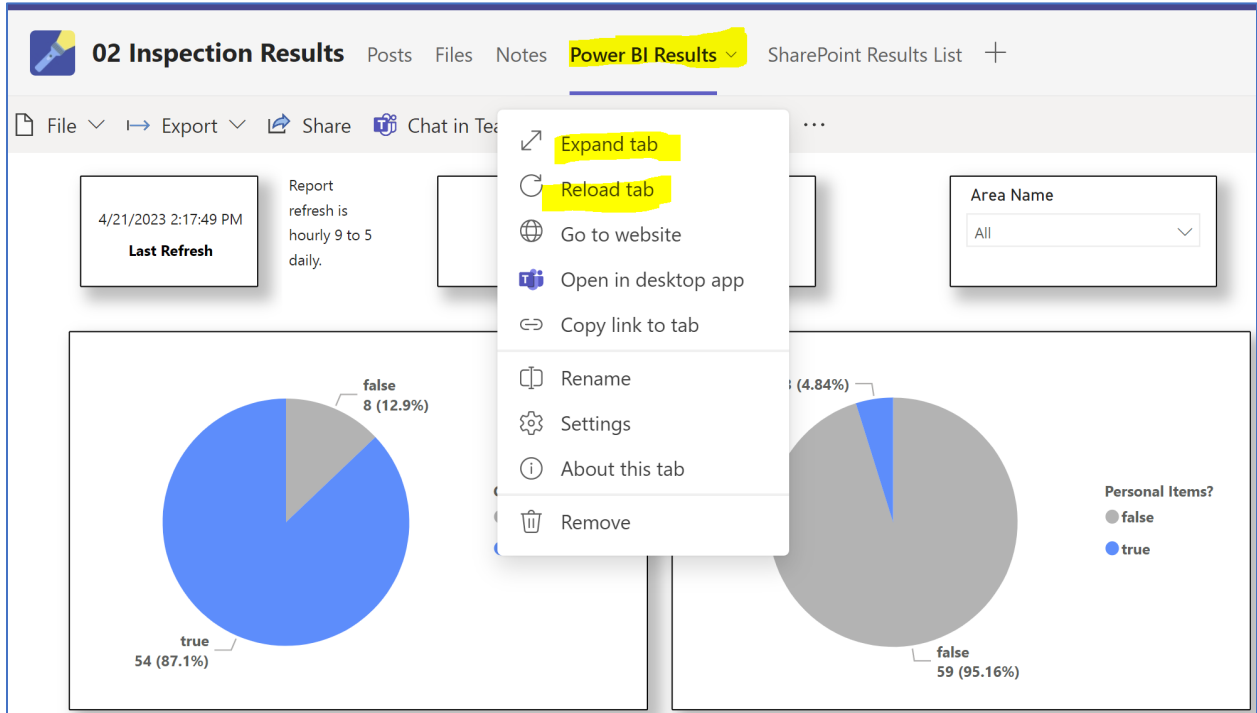 02 Inspection Results Posts Files Notes Power BI Results SharePoint Results List
File Export Share Chat in
Expand tab
Reload tab
Go to website
Open in desktop app
Copy link to tab
Rename
Settings
About this tab
Remove
4/21/2023 2:17:49 PM
Last Refresh
Report
refresh is
hourly 9 to 5
daily.
Area Name
All
false
8 (12.9%)
true
54 (87.1%)
(4.84%)
false
59 (95.16%)
Personal Items?
false
true